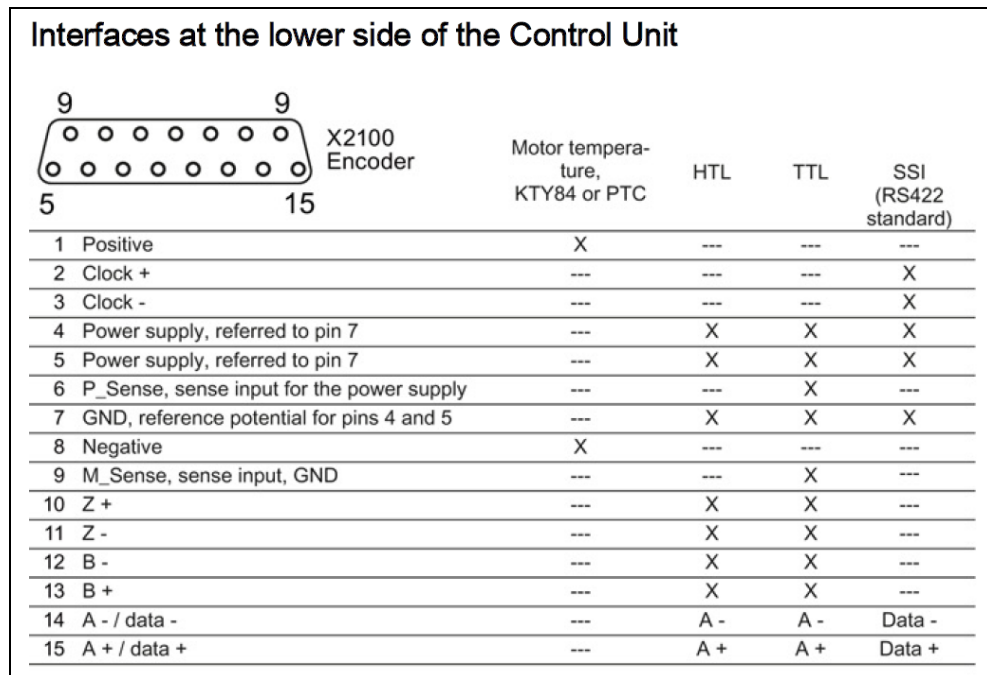 Interfaces at the lower side of the Control Unit
9 9
X2100
Encoder
5 15
Motor tempera-
ture,
KTY84 or PTC
HTL
TTL
SSI
(RS422
standard)
1 Positive X --- --- ---
2 Clock + --- --- --- X
3 Clock - --- --- --- X
4 Power supply, referred to pin 7 --- X X X
5 Power supply, referred to pin 7 --- X X X
6 P_Sense, sense input for the power supply --- --- X ---
7 GND, reference potential for pins 4 and 5 --- X X X
8 Negative X --- --- ---
9 M_Sense, sense input, GND --- --- X ---
10 Z + --- X X ---
11 Z - --- X X ---
12 B - --- X X ---
13 B + --- X X ---
14 A - / data - --- A - A - Data -
15 A + / data + --- A + A + Data +